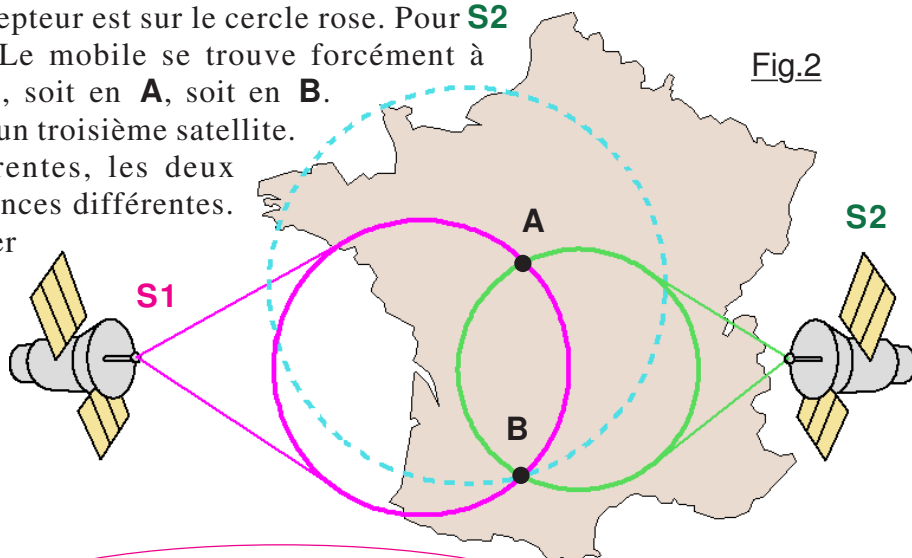 epteur est sur le cercle rose. Pour S2
Le mobile se trouve forcément à
, soit en A, soit en B.
un troisième satellite.
rentes, les deux
nces différentes.
er
Fig.2
A
S2
S1
B